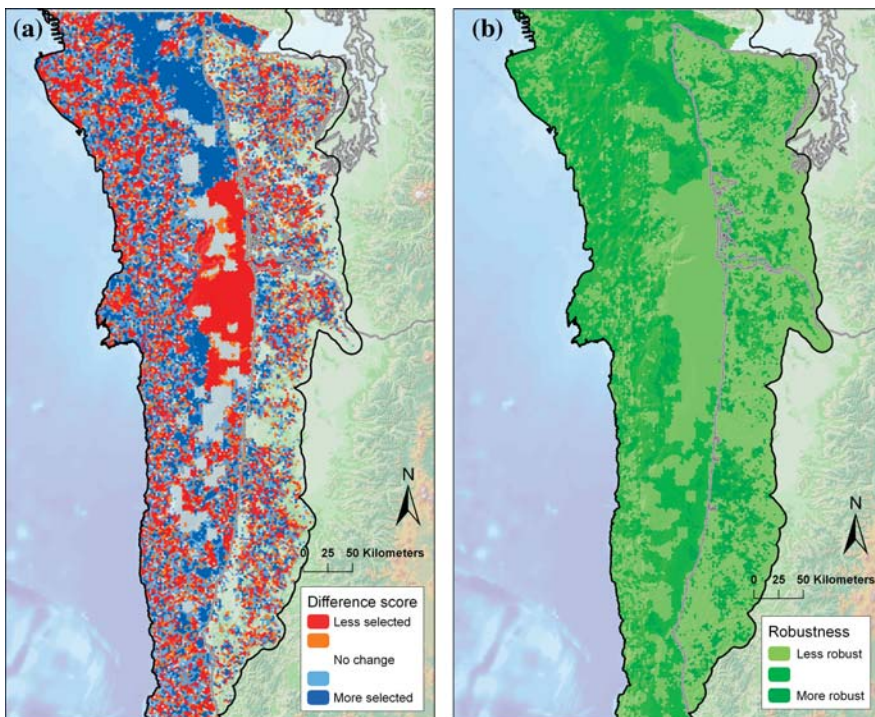 (a)
N
0 25 50 Kilometers
Difference score
Less selected
No change
More selected
(b)
N
0 25 50 Kilometers
Robustness
Less robust
More robust